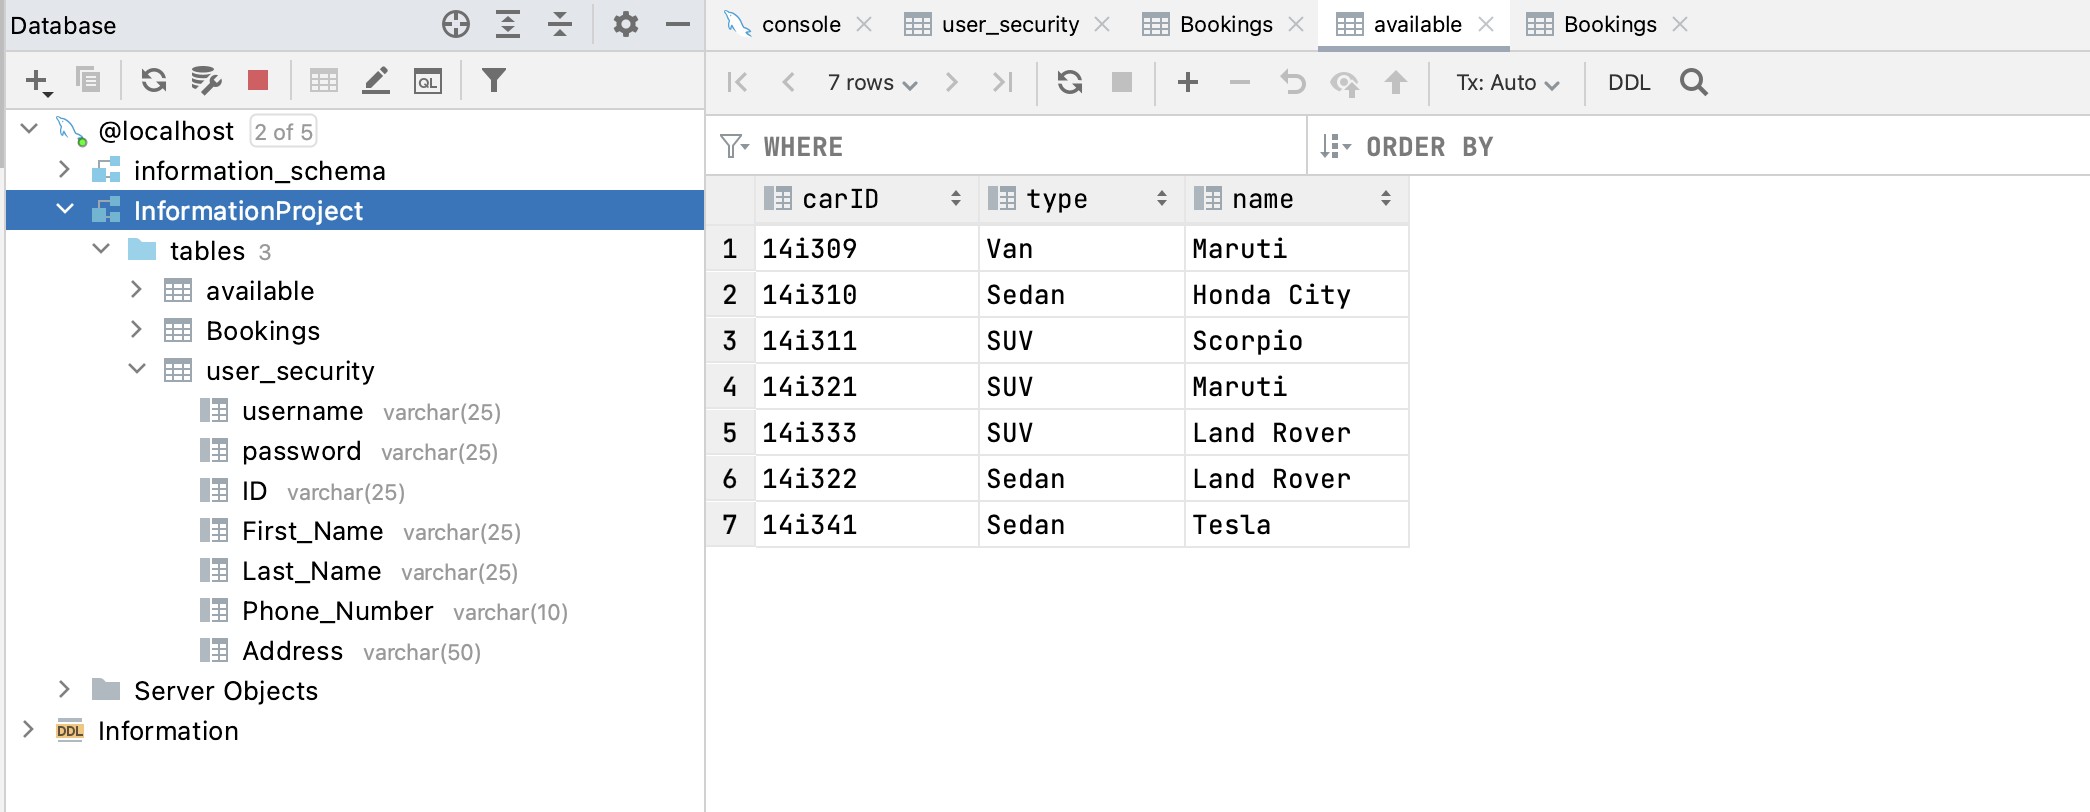 Database
console
user_security
Bookings
available
Bookings
QL
7 rows
Tx: Auto
DDL
@localhost 2 of 5
information_schema
InformationProject
tables 3
available
Bookings
user_security
username varchar(25)
password varchar(25)
ID varchar(25)
First_Name varchar(25)
Last_Name varchar(25)
Phone_Number varchar(10)
Address varchar(50)
Server Objects
DDL Information
WHERE
ORDER BY
carID type name
1 14i309 Van Maruti
2 14i310 Sedan Honda City
3 14i311 SUV Scorpio
4 14i321 SUV Maruti
5 14i333 SUV Land Rover
6 14i322 Sedan Land Rover
7 14i341 Sedan Tesla